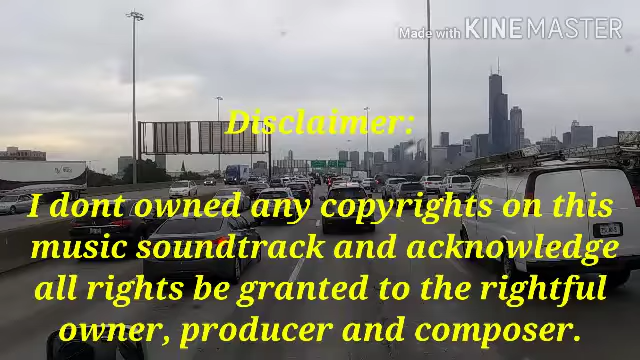 Made with KINEMASTER
Disclaimer:
I dont owned any copyrights on this
music soundtrack and acknowledge
all rights be granted to the rightful
owner, producer and composer.